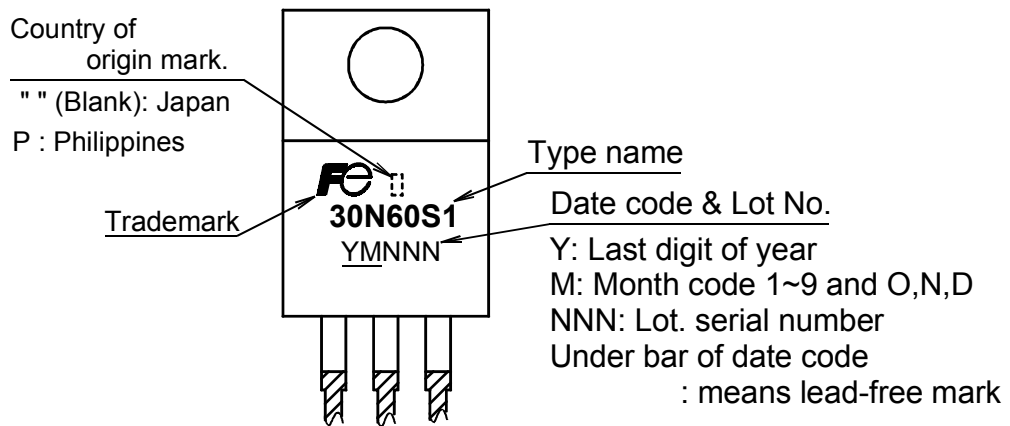 Country of
origin mark.
" " (Blank): Japan
P : Philippines
Trademark
Fe
30N60S1
YMNNN
Type name
Date code & Lot No.
Y: Last digit of year
M: Month code 1~9 and O,N,D
NNN: Lot. serial number
Under bar of date code
: means lead-free mark